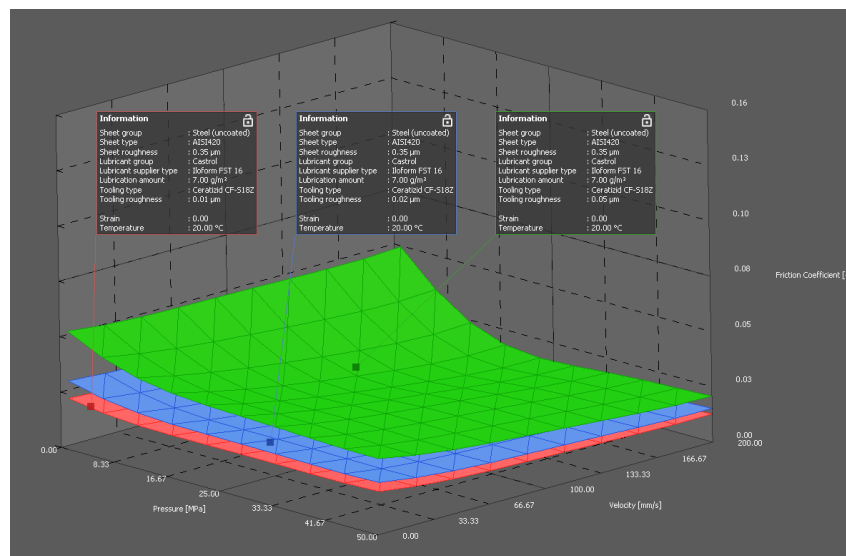 Information
Sheet group : Steel (uncoated)
Sheet type : AISI420
Sheet roughness : 0.35 µm
Lubricant group : Castrol
Lubricant supplier type : Iloform FST 16
Lubrication amount : 7.00 g/m²
Tooling type : Ceratizid CF-S18Z
Tooling roughness : 0.01 µm
Strain : 0.00
Temperature : 20.00 °C
Information
Sheet group : Steel (uncoated)
Sheet type : AISI420
Sheet roughness : 0.35 µm
Lubricant group : Castrol
Lubricant supplier type : Iloform FST 16
Lubrication amount : 7.00 g/m²
Tooling type : Ceratizid CF-S18Z
Tooling roughness : 0.02 µm
Strain : 0.00
Temperature : 20.00 °C
Information
Sheet group : Steel (uncoated)
Sheet type : AISI420
Sheet roughness : 0.35 µm
Lubricant group : Castrol
Lubricant supplier type : Iloform FST 16
Lubrication amount : 7.00 g/m²
Tooling type : Ceratizid CF-S18Z
Tooling roughness : 0.05 µm
Strain : 0.00
Temperature : 20.00 °C
0.16
0.13
0.10
0.08
Friction Coefficient [
0.05
0.03
0.00
0.00
8.33
16.67
25.00
33.33
41.67
50.00
Pressure [MPa]
0.00
33.33
66.67
100.00
133.33
166.67
200.00
Velocity [mm/s]